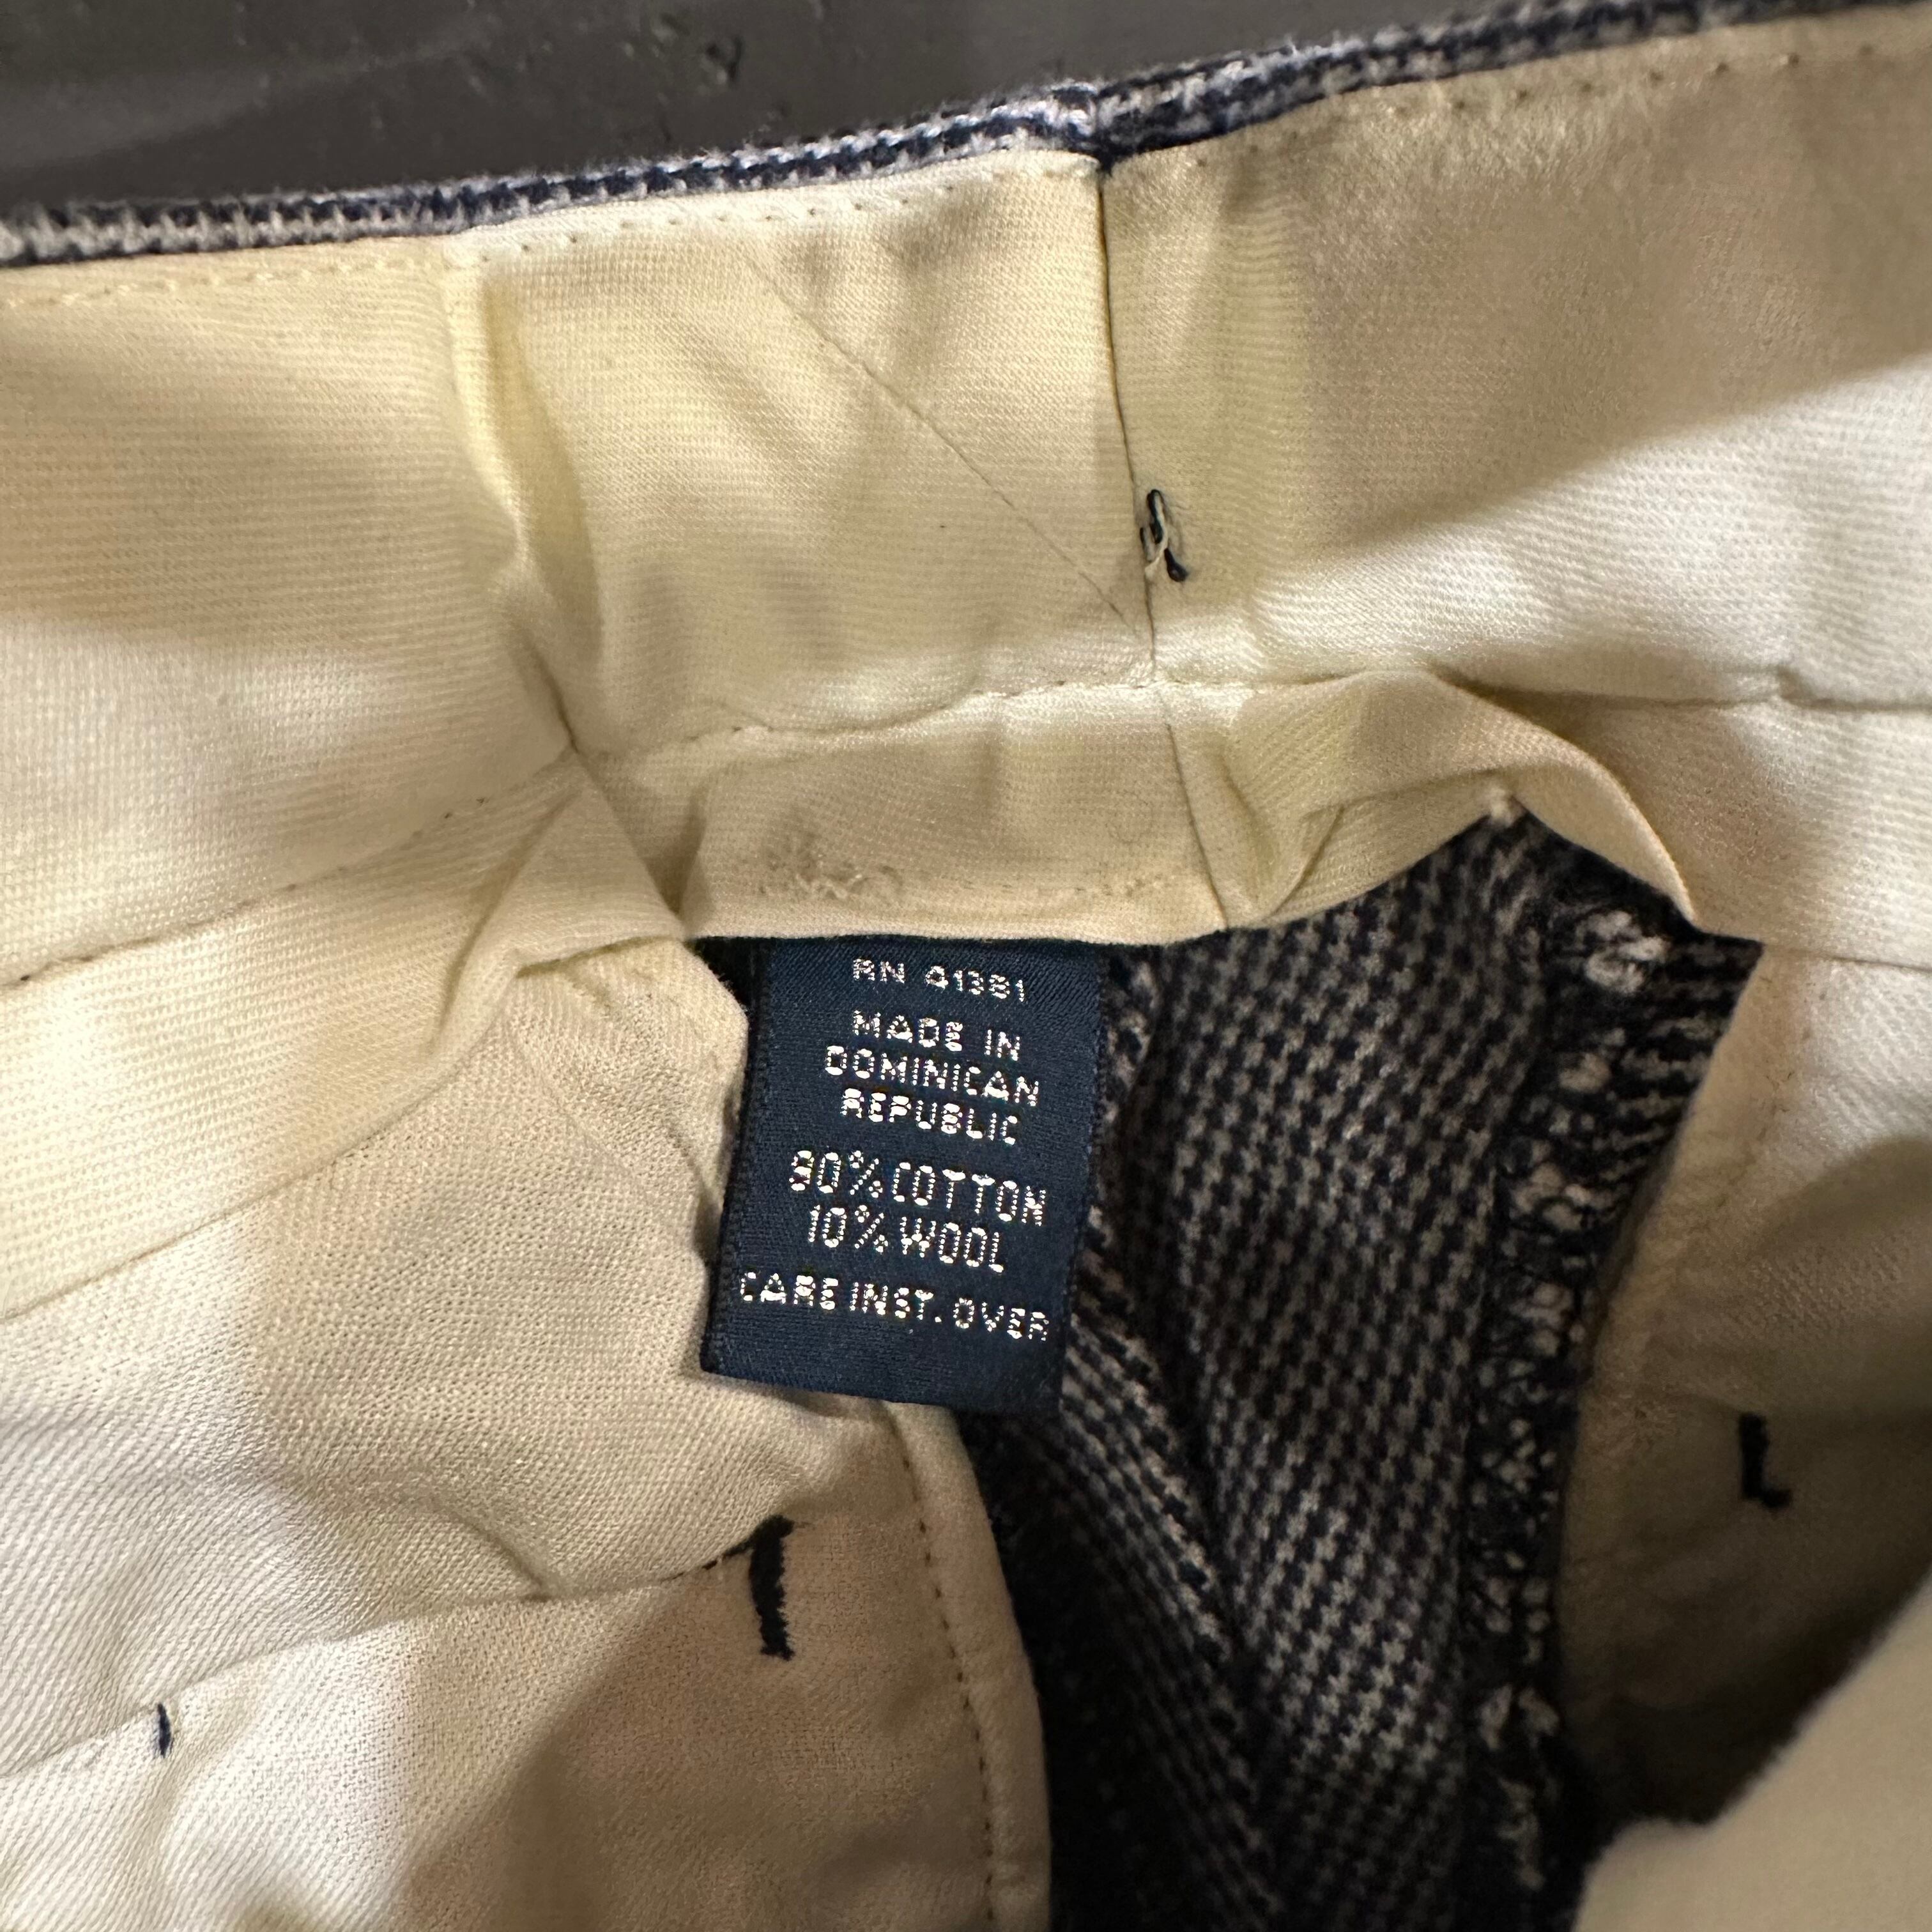 RN 41381
MADE IN
DOMINICAN
REPUBLIC
90% COTTON
10% WOOL
CARE INST. OVER